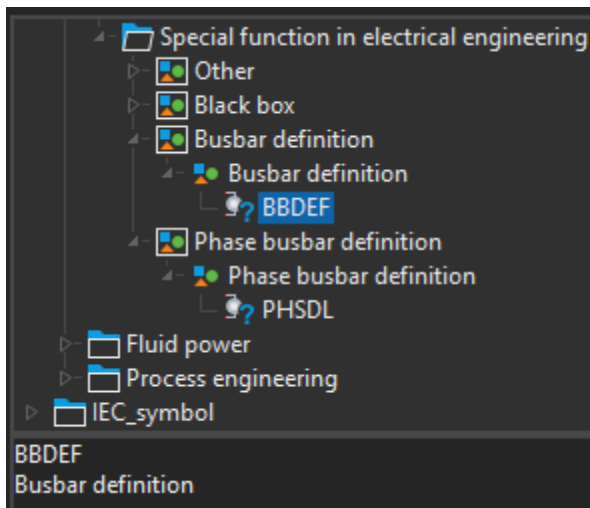 Special function in electrical engineering
Other
Black box
Busbar definition
Busbar definition
BBDEF
Phase busbar definition
Phase busbar definition
PHSDL
Fluid power
Process engineering
IEC_symbol
BBDEF
Busbar definition